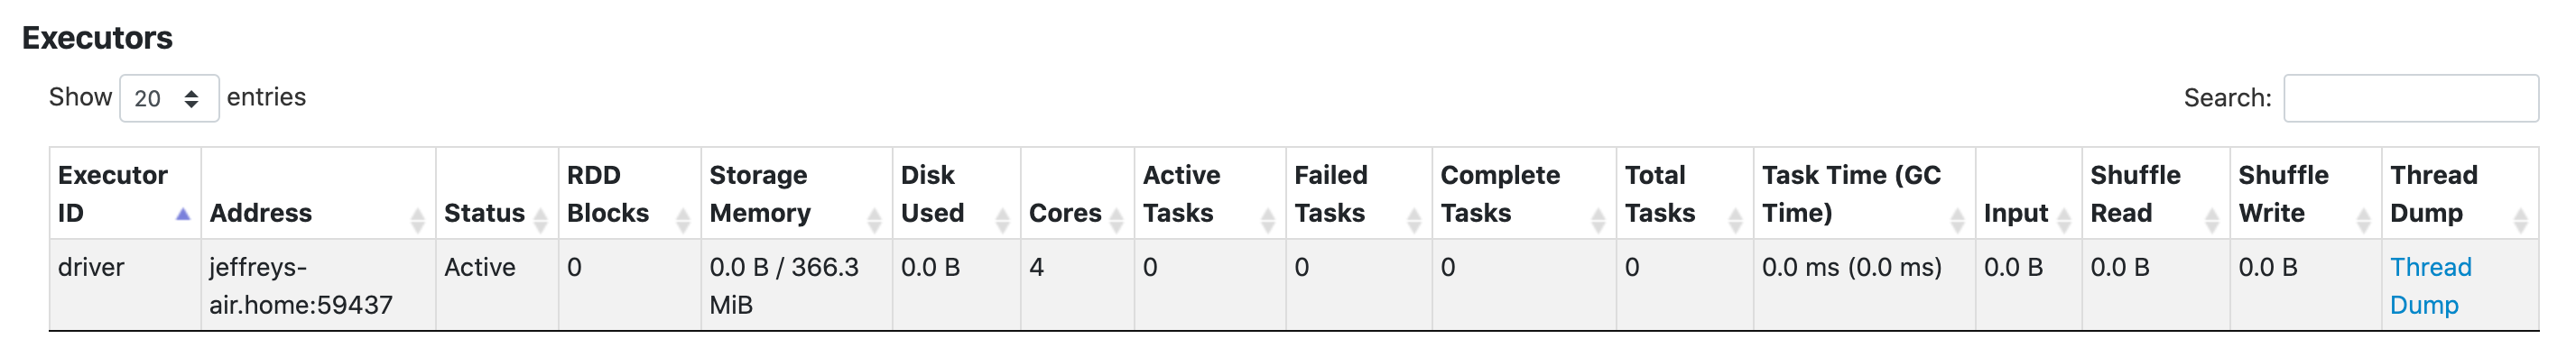 Executors
Show 20 entries
Search:
Executor ID Address Status RDD Blocks Storage Memory Disk Used Cores Active Tasks Failed Tasks Complete Tasks Total Tasks Task Time (GC Time) Input Shuffle Read Shuffle Write Thread Dump
driver jeffreys-air.home:59437 Active 0 0.0 B / 366.3 MiB 0.0 B 4 0 0 0 0 0.0 ms (0.0 ms) 0.0 B 0.0 B 0.0 B Thread Dump